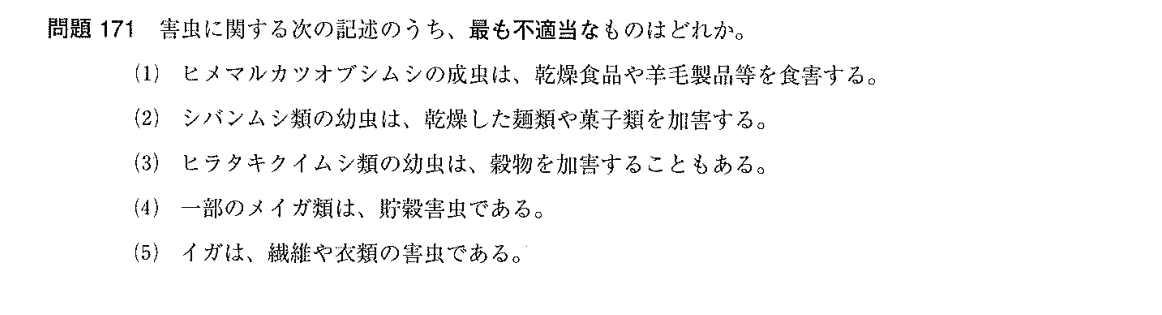 問題 171 害虫に関する次の記述のうち、最も不適当なものはどれか。
(1) ヒメマルカツオブシムシの成虫は、乾燥食品や羊毛製品等を食害する。
(2) シバンムシ類の幼虫は、乾燥した麺類や菓子類を加害する。
(3) ヒラタキクイムシ類の幼虫は、穀物を加害することもある。
(4) 一部のメイガ類は、貯穀害虫である。
(5) イガは、繊維や衣類の害虫である。